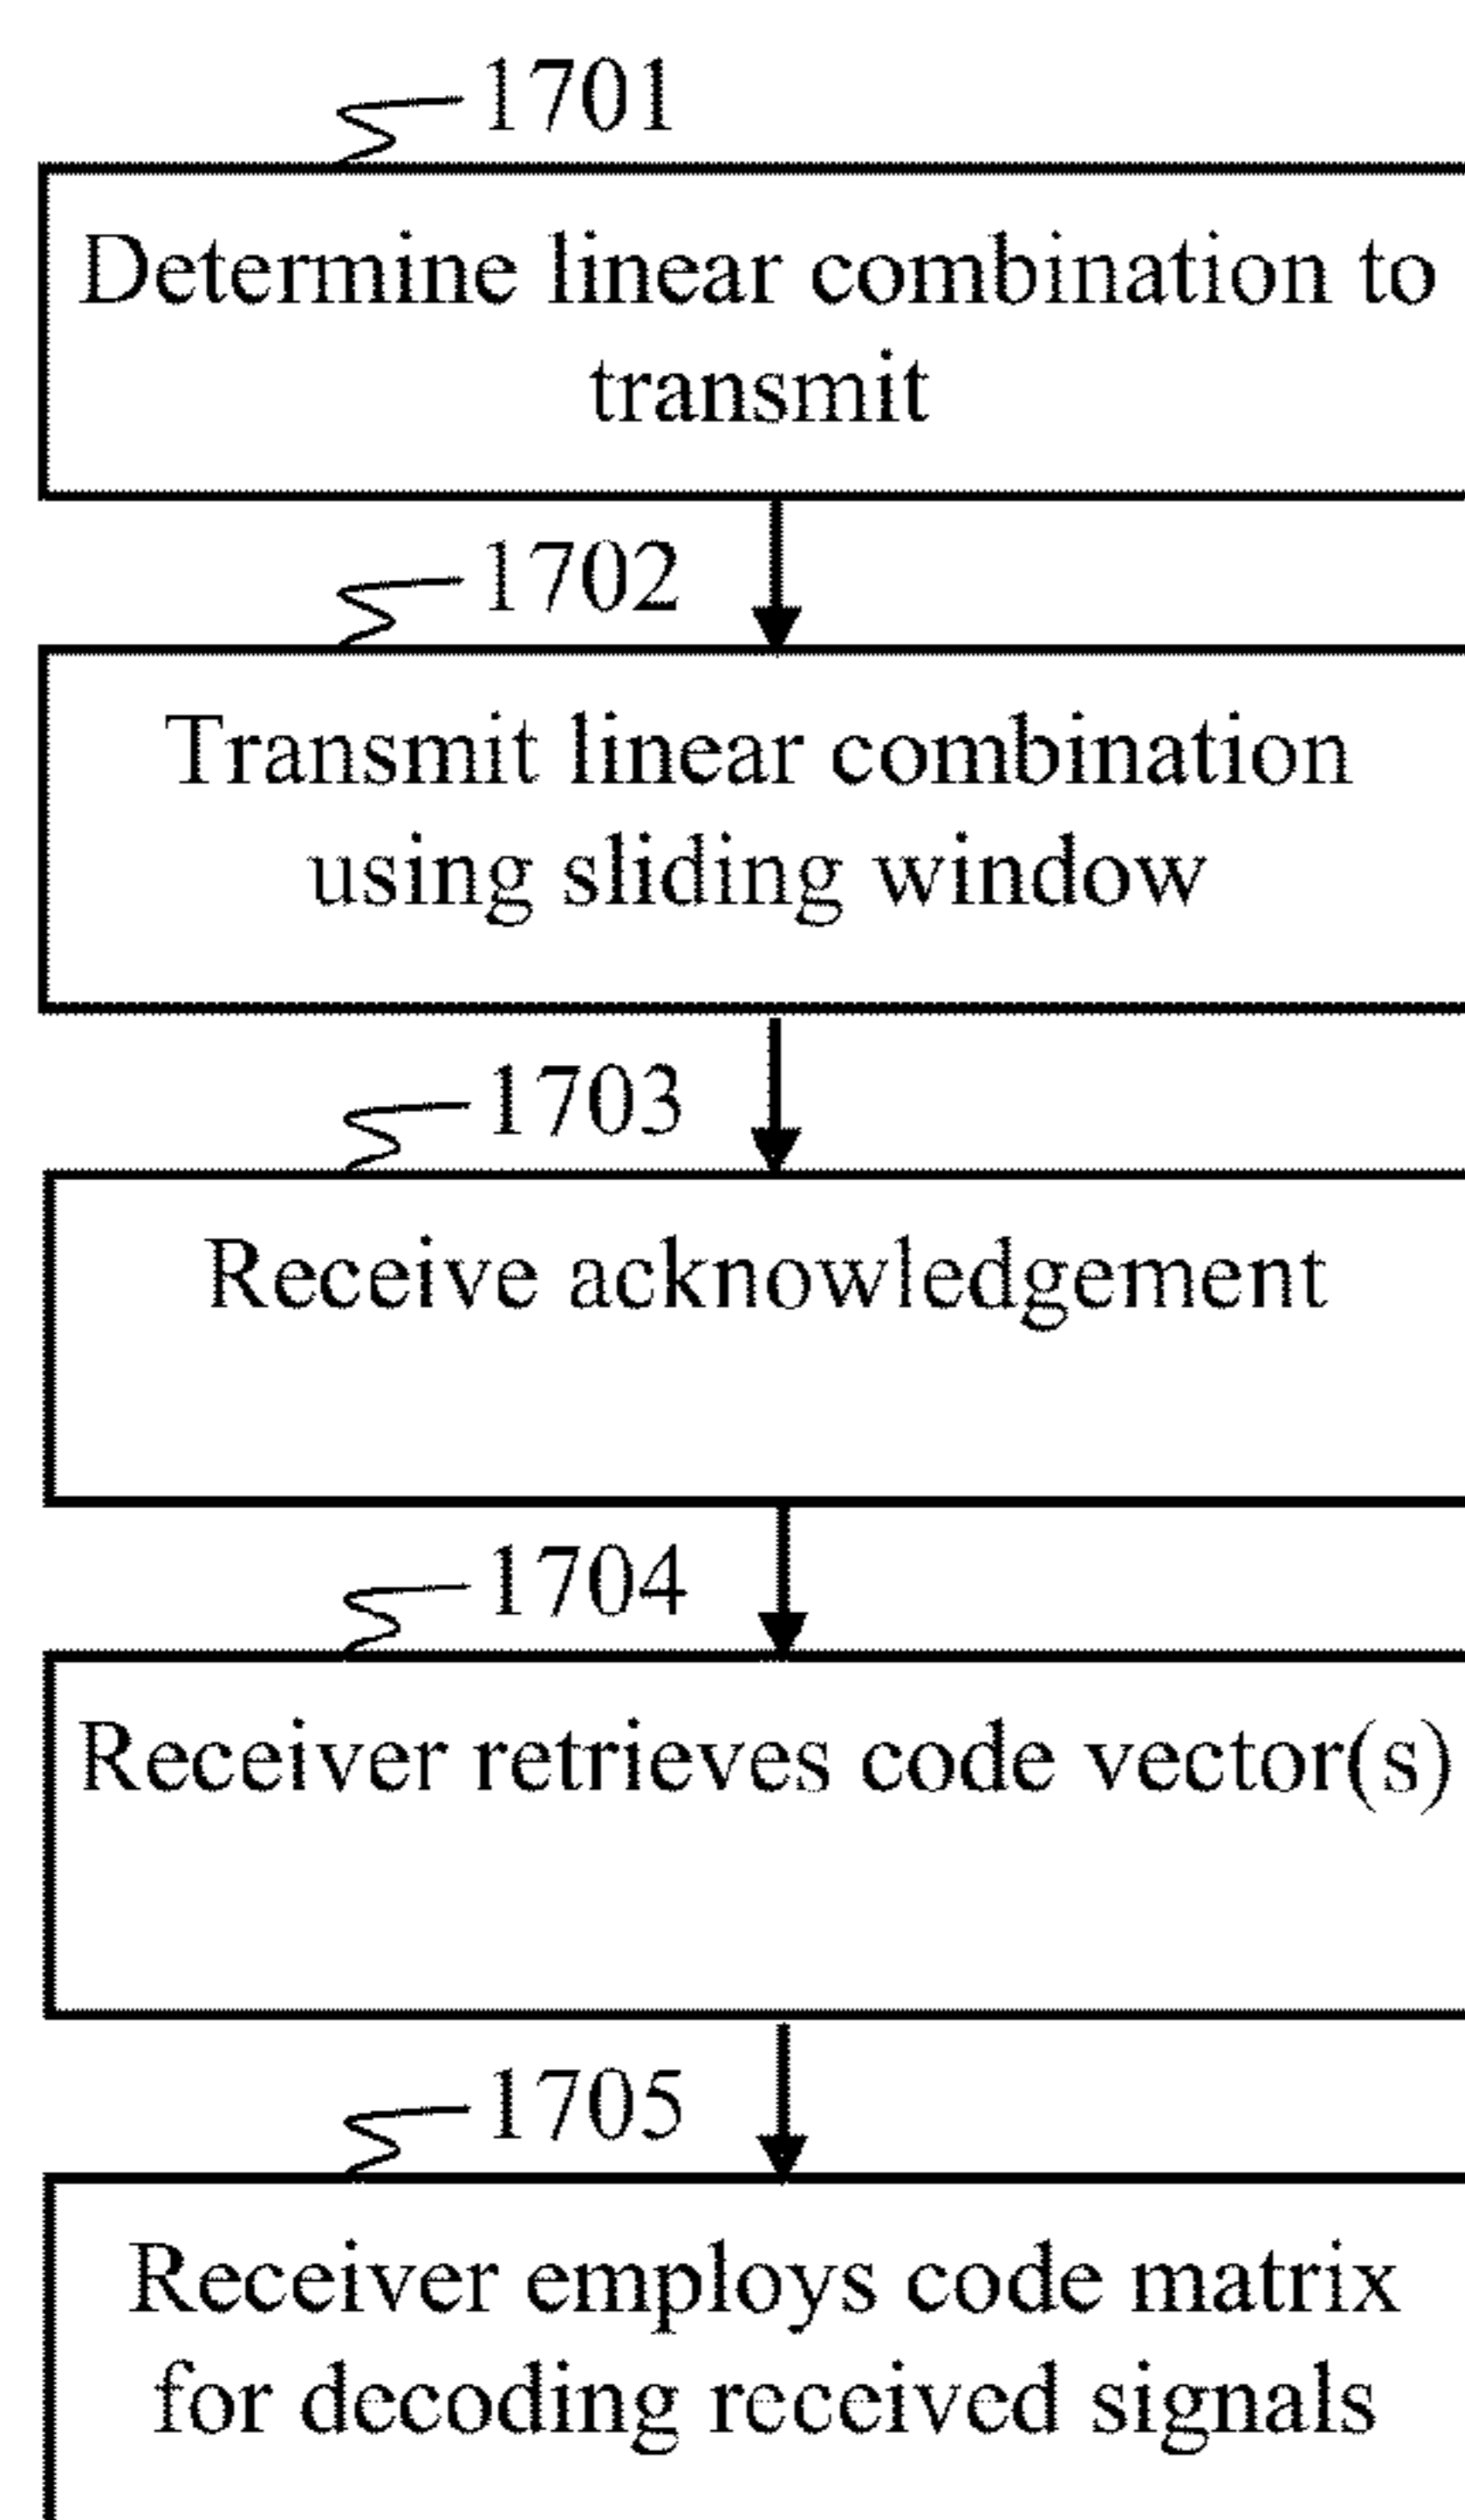 1701
Determine linear combination to
transmit
1702
Transmit linear combination
using sliding window
1703
Receive acknowledgement
1704
Receiver retrieves code vector(s)
1705
Receiver employs code matrix
for decoding received signals